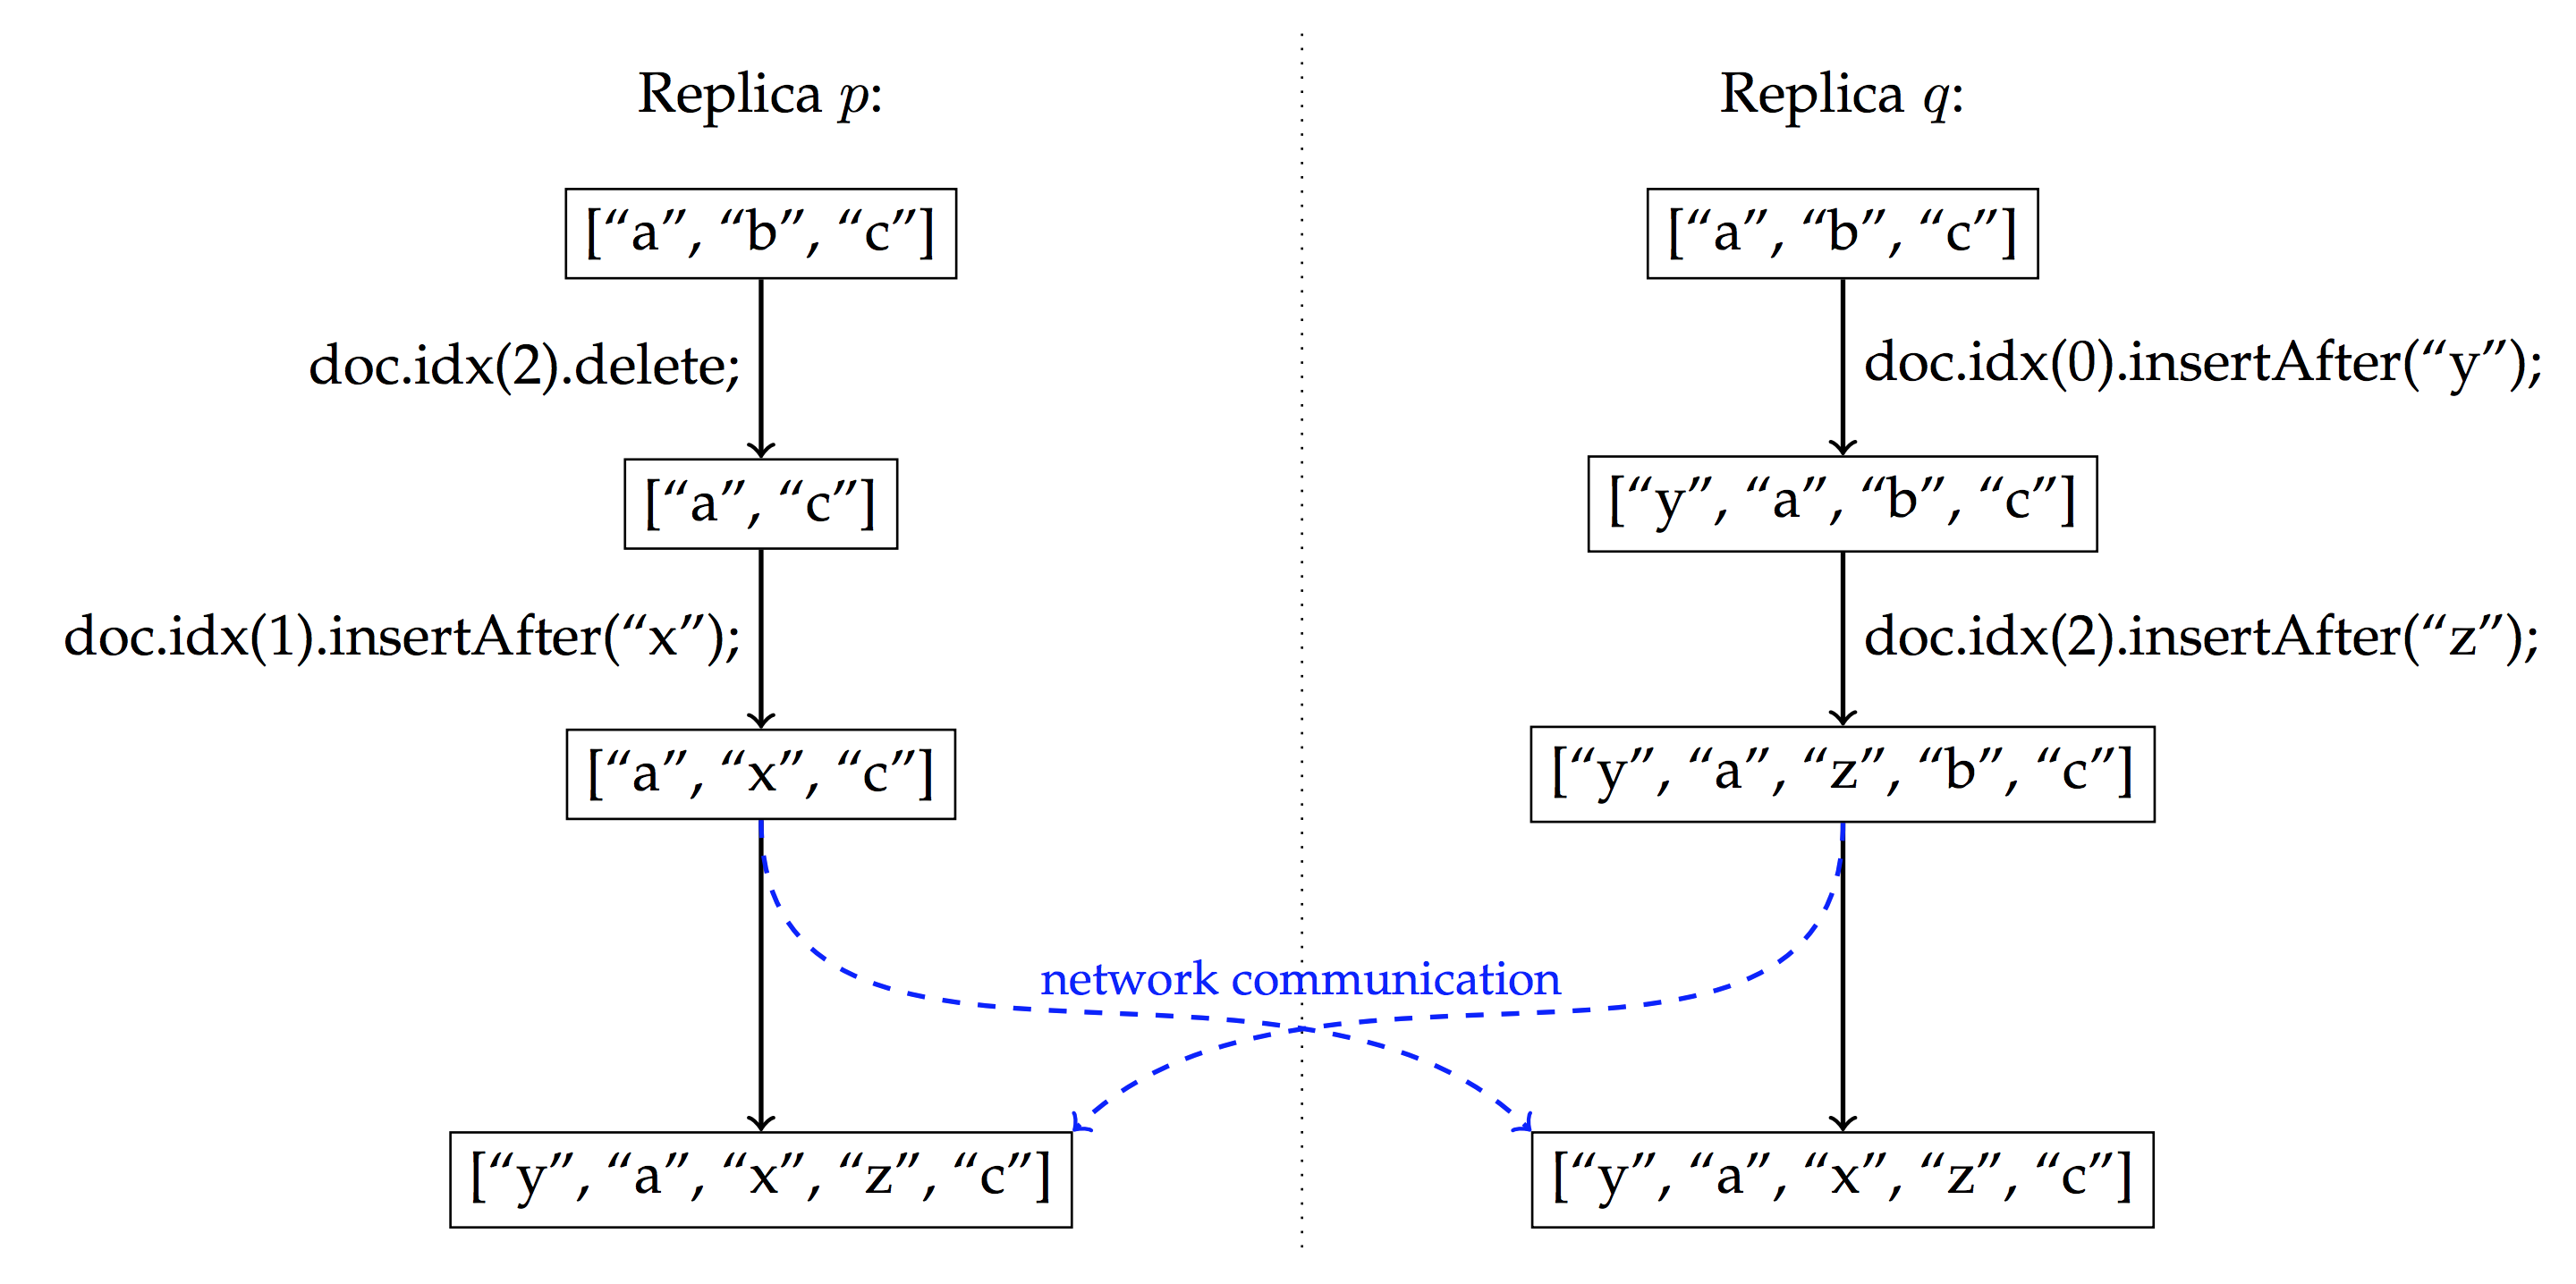 Replica p:
Replica q:
[“a”, “b”, “c”]
[“a”, “b”, “c”]
doc.idx(2).delete;
doc.idx(0).insertAfter(“y”);
[“a”, “c”]
[“y”, “a”, “b”, “c”]
doc.idx(1).insertAfter(“x”);
doc.idx(2).insertAfter(“z”);
[“a”, “x”, “c”]
[“y”, “a”, “z”, “b”, “c”]
network communication
[“y”, “a”, “x”, “z”, “c”]
[“y”, “a”, “x”, “z”, “c”]